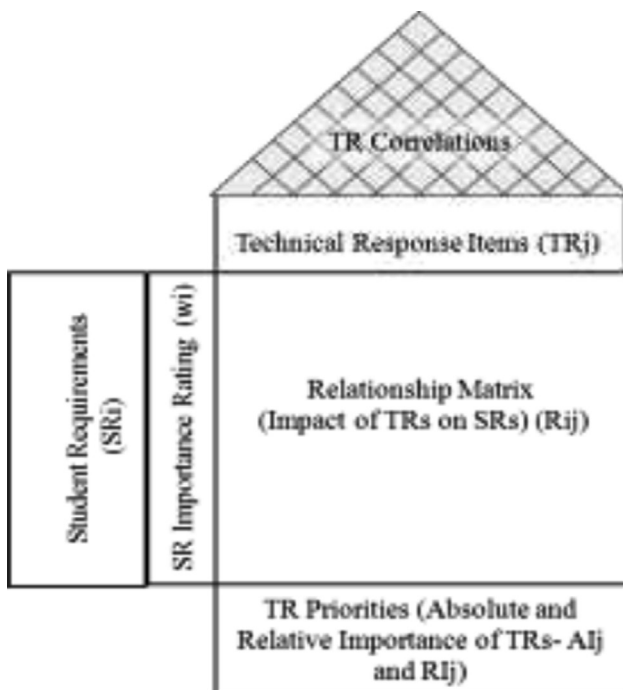 TR Correlations
Technical Response Items (TRj)
Student Requirements
(SRi)
SR Importance Rating (wi)
Relationship Matrix
(Impact of TRs on SRs) (Rij)
TR Priorities (Absolute and
Relative Importance of TRs- AIj
and RIj)